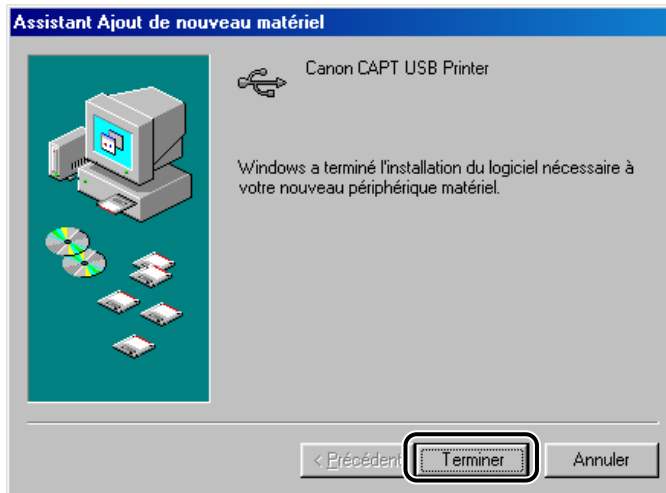 Assistant Ajout de nouveau matériel
Canon CAPT USB Printer
Windows a terminé l'installation du logiciel nécessaire à
votre nouveau périphérique matériel.
< Précédent
Terminer
Annuler